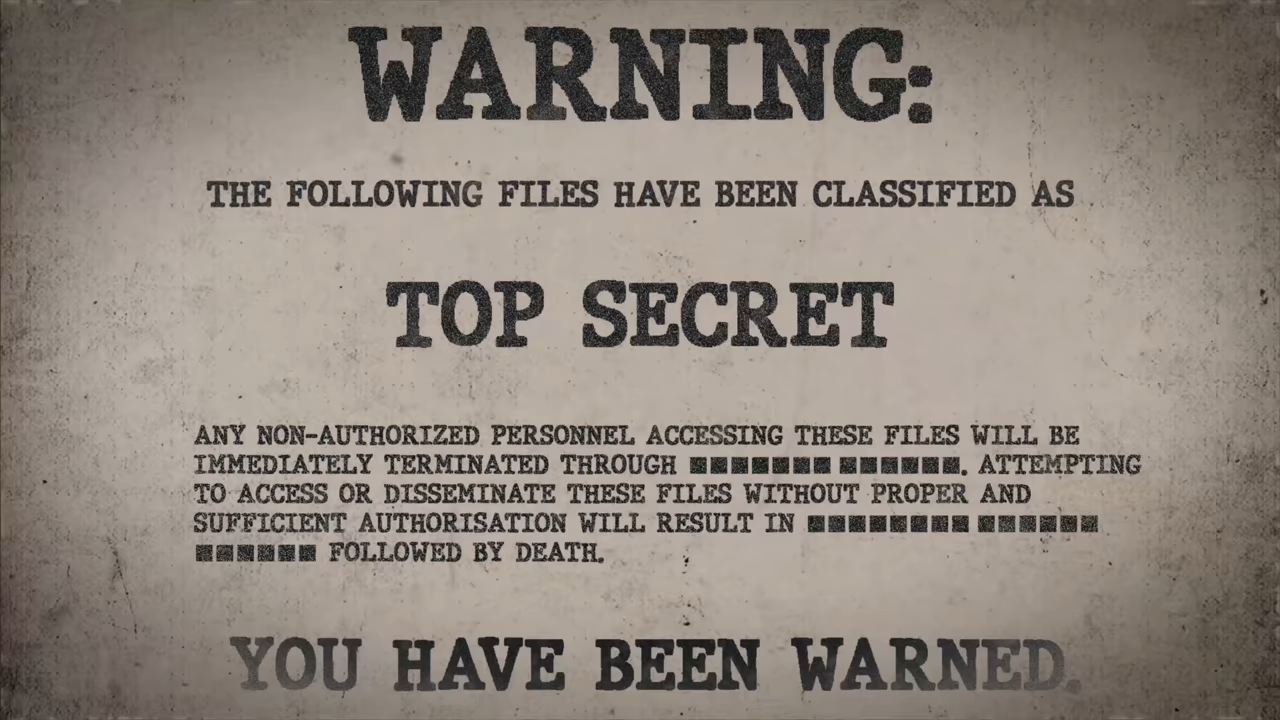 WARNING:
THE FOLLOWING FILES HAVE BEEN CLASSIFIED AS
TOP SECRET
ANY NON-AUTHORIZED PERSONNEL ACCESSING THESE FILES WILL BE
IMMEDIATELY TERMINATED THROUGH ■■■■■■■ ■■■■■■. ATTEMPTING
TO ACCESS OR DISSEMINATE THESE FILES WITHOUT PROPER AND
SUFFICIENT AUTHORISATION WILL RESULT IN ■■■■■■■■ ■■■■■■
■■■■■■ FOLLOWED BY DEATH.
YOU HAVE BEEN WARNED.